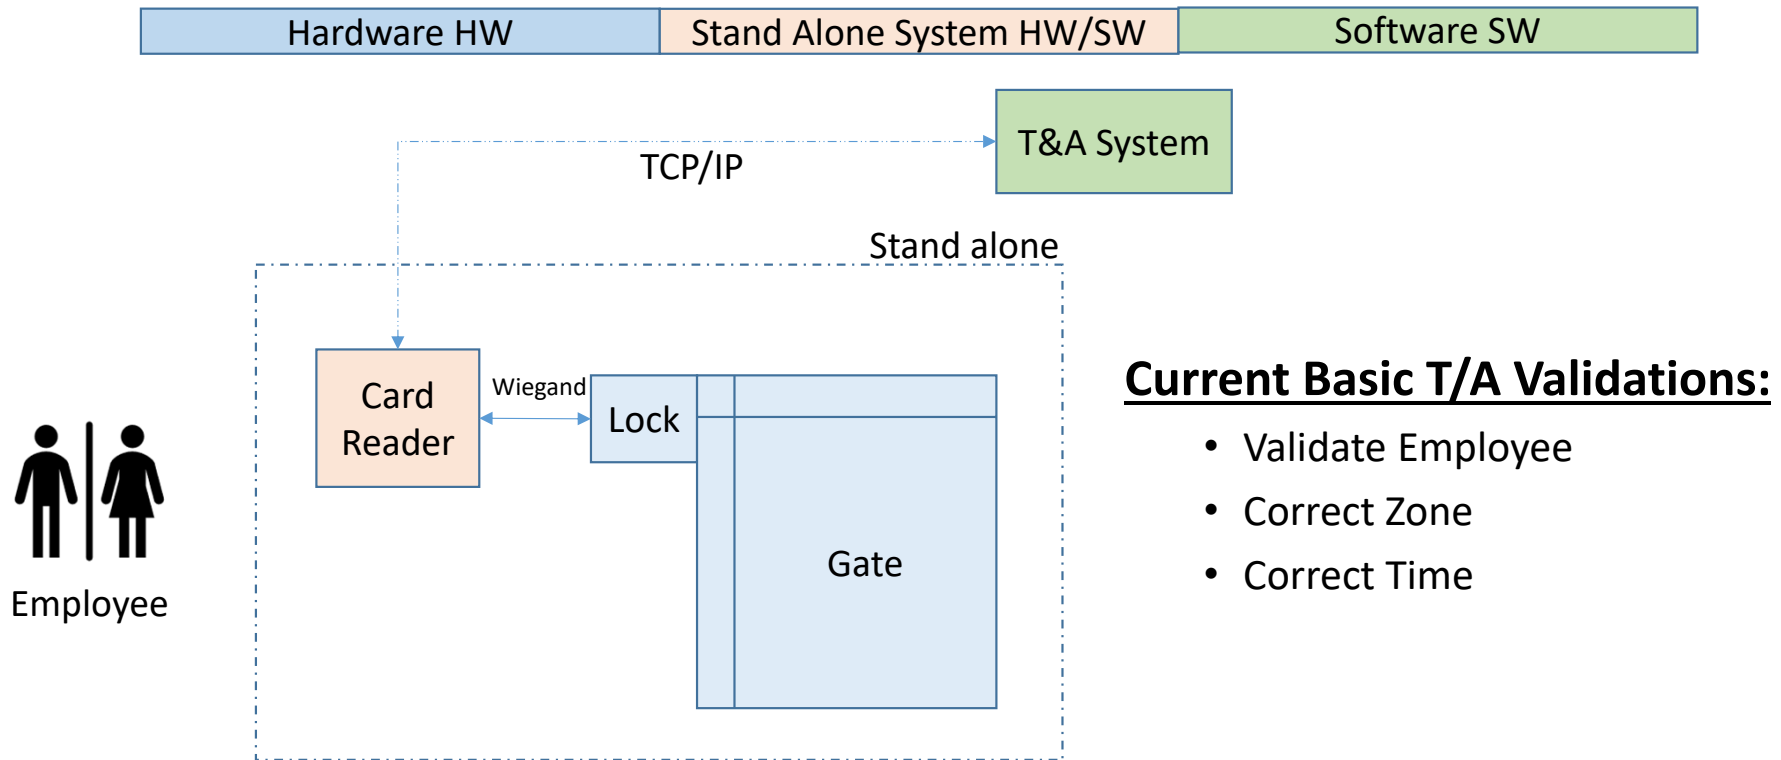 Hardware HW
Stand Alone System HW/SW
Software SW
T&A System
TCP/IP
Stand alone
Card
Reader
Wiegand
Lock
Gate
Employee
Current Basic T/A Validations:
• Validate Employee
• Correct Zone
• Correct Time